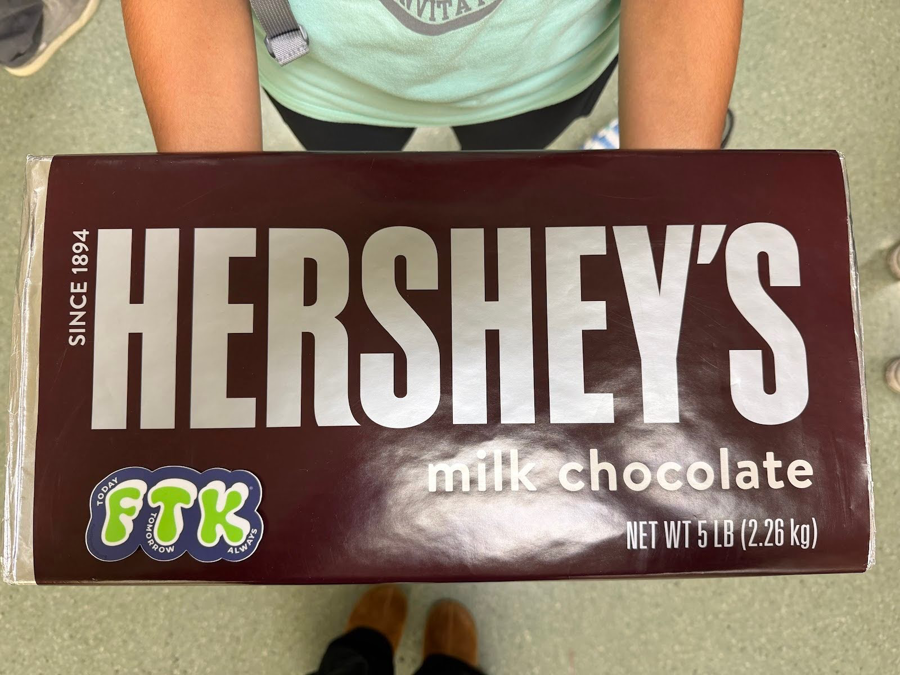 SINCE 1894
HERSHEY'S
milk chocolate
NET WT 5 LB (2.26 kg)
TODAY
FTK
TOMORROW
ALWAYS